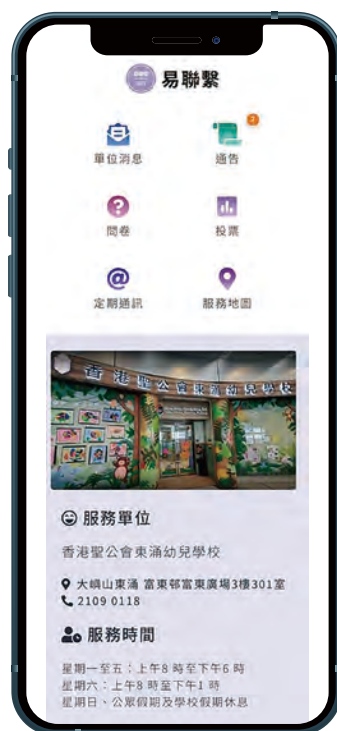 易聯繫
單位消息
通告
問卷
投票
定期通訊
服務地圖
香港聖公會東涌幼兒學校
服務單位
香港聖公會東涌幼兒學校
大嶼山東涌 富東邨富東廣場3樓301室
2109 0118
服務時間
星期一至五：上午8 時至下午6 時
星期六：上午8 時至下午1 時
星期日、公眾假期及學校假期休息